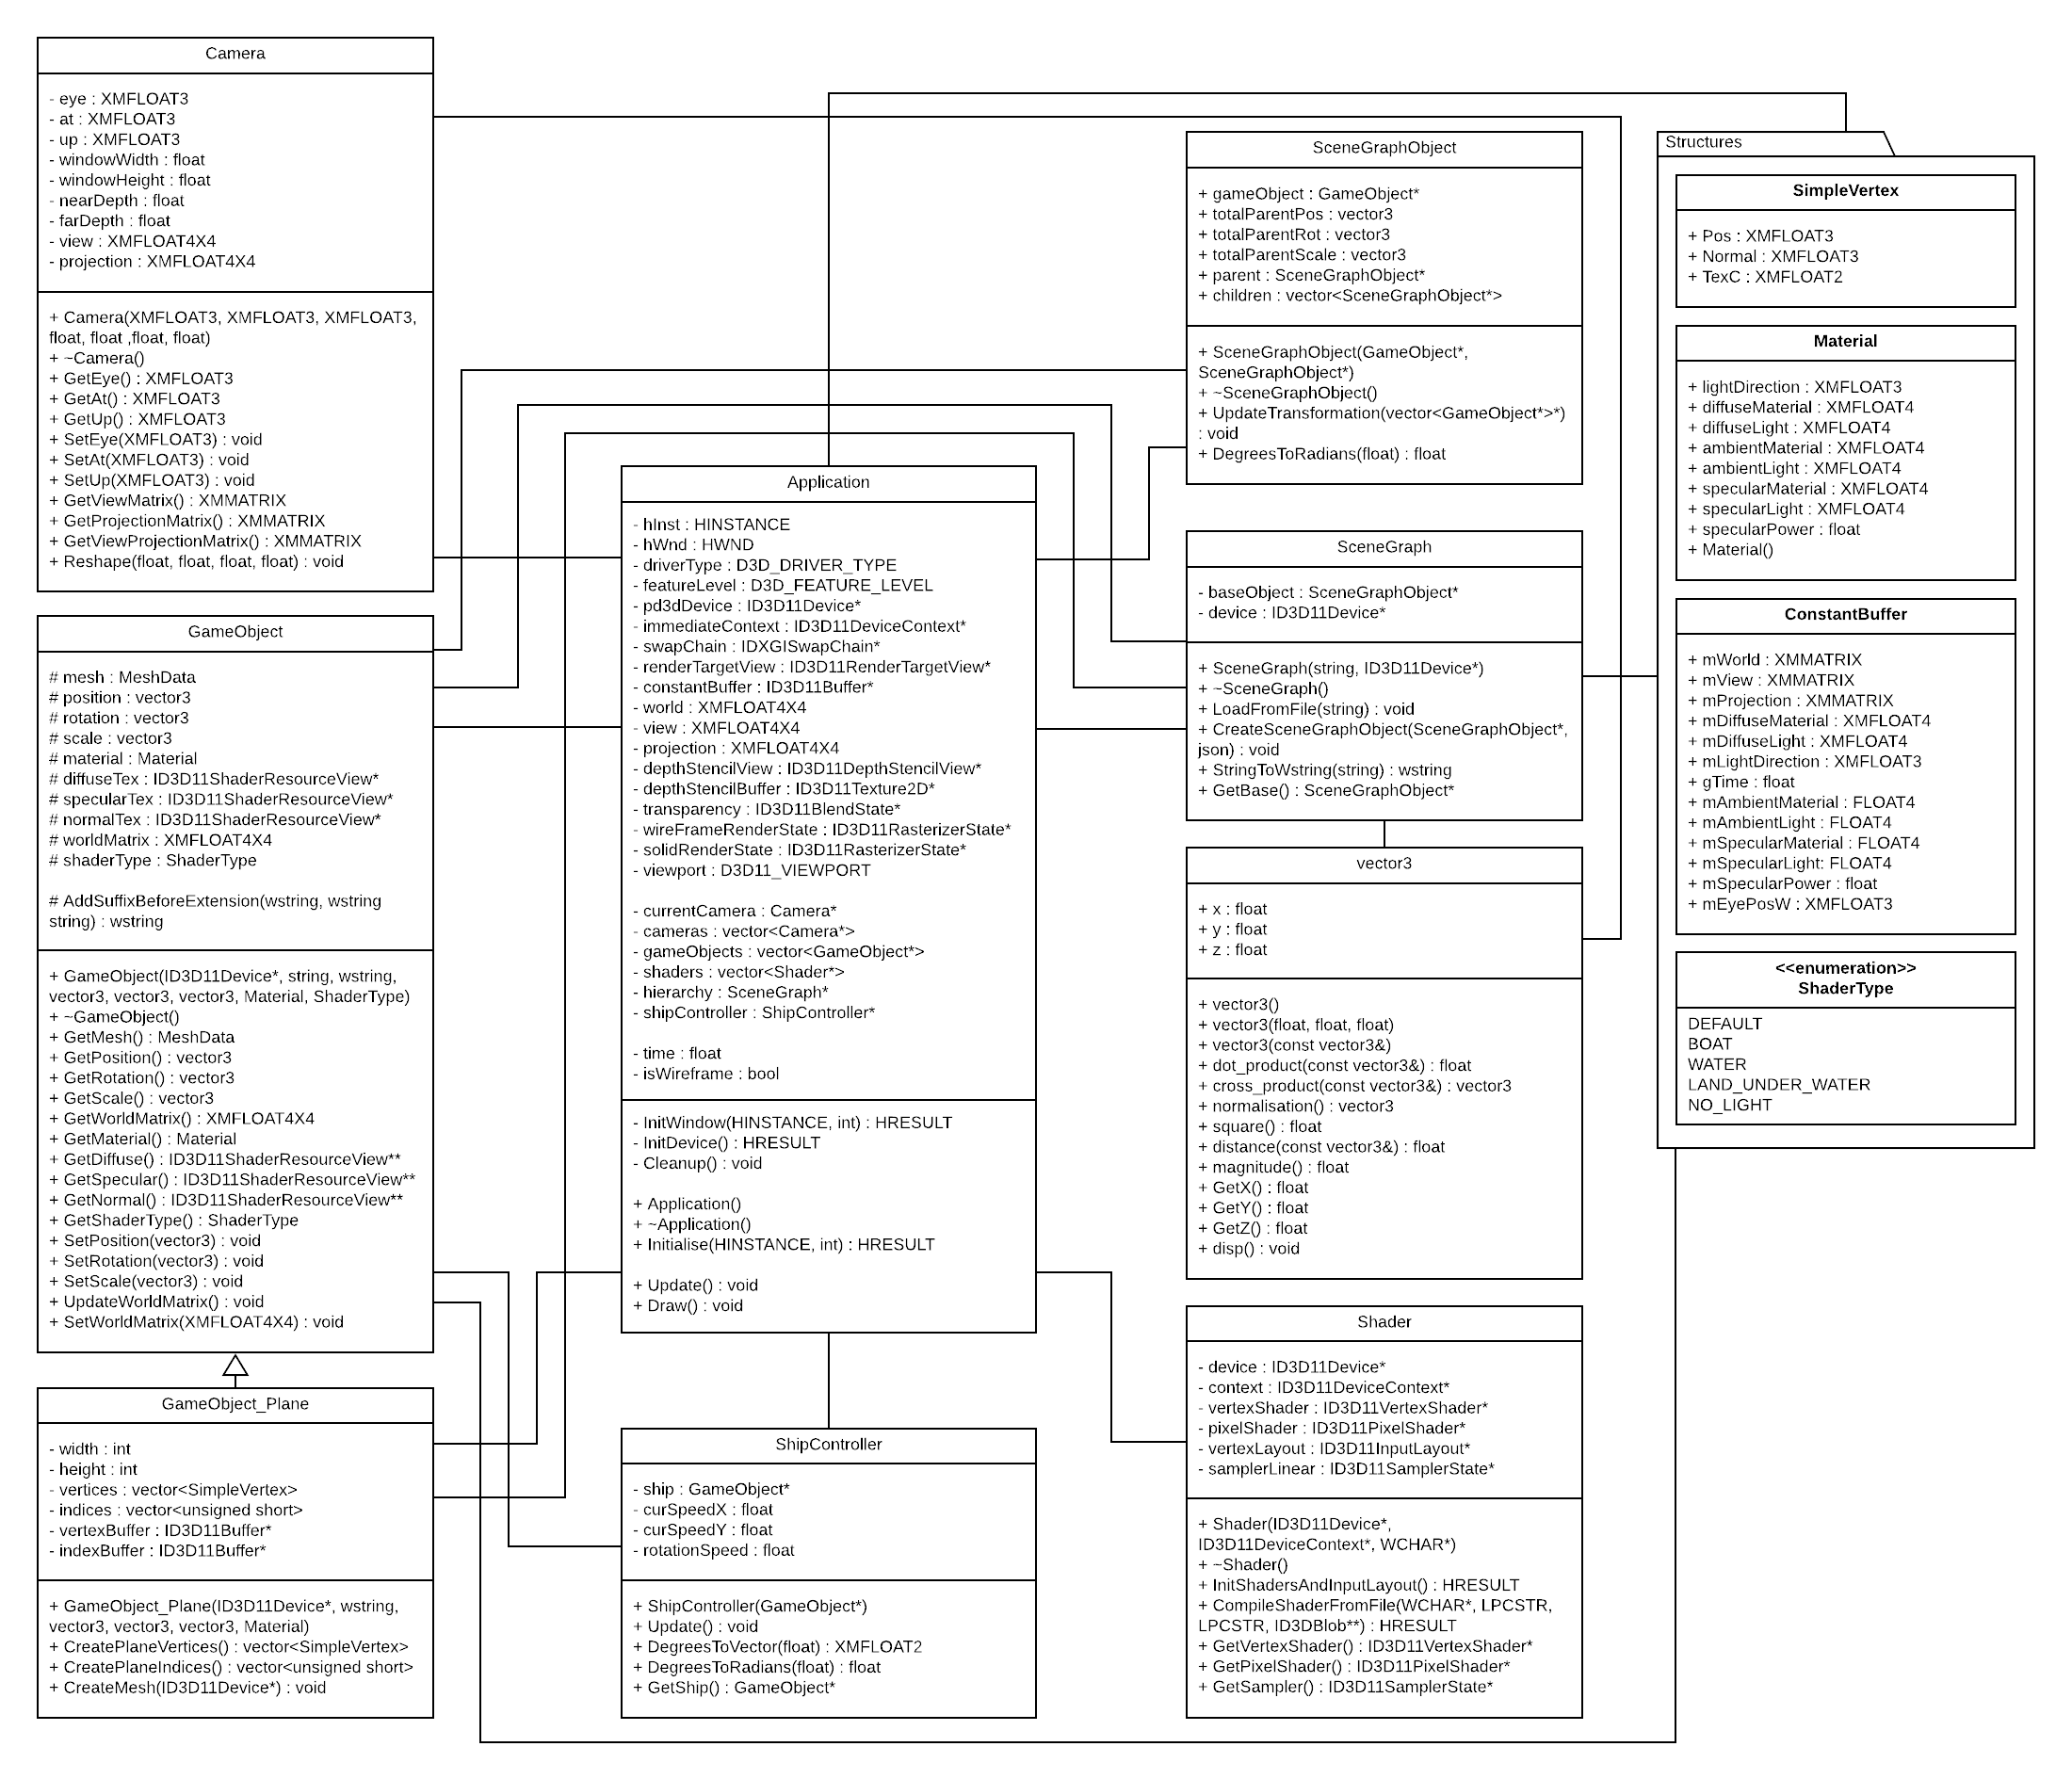 Camera
- eye : XMFLOAT3
- at : XMFLOAT3
- up : XMFLOAT3
- windowWidth : float
- windowHeight : float
- nearDepth : float
- farDepth : float
- view : XMFLOAT4X4
- projection : XMFLOAT4X4
+ Camera(XMFLOAT3, XMFLOAT3, XMFLOAT3,
float, float ,float, float)
+ ~Camera()
+ GetEye() : XMFLOAT3
+ GetAt() : XMFLOAT3
+ GetUp() : XMFLOAT3
+ SetEye(XMFLOAT3) : void
+ SetAt(XMFLOAT3) : void
+ SetUp(XMFLOAT3) : void
+ GetViewMatrix() : XMMATRIX
+ GetProjectionMatrix() : XMMATRIX
+ GetViewProjectionMatrix() : XMMATRIX
+ Reshape(float, float, float, float) : void
GameObject
# mesh : MeshData
# position : vector3
# rotation : vector3
# scale : vector3
# material : Material
# diffuseTex : ID3D11ShaderResourceView*
# specularTex : ID3D11ShaderResourceView*
# normalTex : ID3D11ShaderResourceView*
# worldMatrix : XMFLOAT4X4
# shaderType : ShaderType
# AddSuffixBeforeExtension(wstring, wstring
string) : wstring
+ GameObject(ID3D11Device*, string, wstring,
vector3, vector3, vector3, Material, ShaderType)
+ ~GameObject()
+ GetMesh() : MeshData
+ GetPosition() : vector3
+ GetRotation() : vector3
+ GetScale() : vector3
+ GetWorldMatrix() : XMFLOAT4X4
+ GetMaterial() : Material
+ GetDiffuse() : ID3D11ShaderResourceView**
+ GetSpecular() : ID3D11ShaderResourceView**
+ GetNormal() : ID3D11ShaderResourceView**
+ GetShaderType() : ShaderType
+ SetPosition(vector3) : void
+ SetRotation(vector3) : void
+ SetScale(vector3) : void
+ UpdateWorldMatrix() : void
+ SetWorldMatrix(XMFLOAT4X4) : void
GameObject_Plane
- width : int
- height : int
- vertices : vector<SimpleVertex>
- indices : vector<unsigned short>
- vertexBuffer : ID3D11Buffer*
- indexBuffer : ID3D11Buffer*
+ GameObject_Plane(ID3D11Device*, wstring,
vector3, vector3, vector3, Material)
+ CreatePlaneVertices() : vector<SimpleVertex>
+ CreatePlaneIndices() : vector<unsigned short>
+ CreateMesh(ID3D11Device*) : void
Application
- hInst : HINSTANCE
- hWnd : HWND
- driverType : D3D_DRIVER_TYPE
- featureLevel : D3D_FEATURE_LEVEL
- pd3dDevice : ID3D11Device*
- immediateContext : ID3D11DeviceContext*
- swapChain : IDXGISwapChain*
- renderTargetView : ID3D11RenderTargetView*
- constantBuffer : ID3D11Buffer*
- world : XMFLOAT4X4
- view : XMFLOAT4X4
- projection : XMFLOAT4X4
- depthStencilView : ID3D11DepthStencilView*
- depthStencilBuffer : ID3D11Texture2D*
- transparency : ID3D11BlendState*
- wireFrameRenderState : ID3D11RasterizerState*
- solidRenderState : ID3D11RasterizerState*
- viewport : D3D11_VIEWPORT
- currentCamera : Camera*
- cameras : vector<Camera*>
- gameObjects : vector<GameObject*>
- shaders : vector<Shader*>
- hierarchy : SceneGraph*
- shipController : ShipController*
- time : float
- isWireframe : bool
- InitWindow(HINSTANCE, int) : HRESULT
- InitDevice() : HRESULT
- Cleanup() : void
+ Application()
+ ~Application()
+ Initialise(HINSTANCE, int) : HRESULT
+ Update() : void
+ Draw() : void
ShipController
- ship : GameObject*
- curSpeedX : float
- curSpeedY : float
- rotationSpeed : float
+ ShipController(GameObject*)
+ Update() : void
+ DegreesToVector(float) : XMFLOAT2
+ DegreesToRadians(float) : float
+ GetShip() : GameObject*
SceneGraphObject
+ gameObject : GameObject*
+ totalParentPos : vector3
+ totalParentRot : vector3
+ totalParentScale : vector3
+ parent : SceneGraphObject*
+ children : vector<SceneGraphObject*>
+ SceneGraphObject(GameObject*,
SceneGraphObject*)
+ ~SceneGraphObject()
+ UpdateTransformation(vector<GameObject*>*)
: void
+ DegreesToRadians(float) : float
SceneGraph
- baseObject : SceneGraphObject*
- device : ID3D11Device*
+ SceneGraph(string, ID3D11Device*)
+ ~SceneGraph()
+ LoadFromFile(string) : void
+ CreateSceneGraphObject(SceneGraphObject*,
json) : void
+ StringToWstring(string) : wstring
+ GetBase() : SceneGraphObject*
vector3
+ x : float
+ y : float
+ z : float
+ vector3()
+ vector3(float, float, float)
+ vector3(const vector3&)
+ dot_product(const vector3&) : float
+ cross_product(const vector3&) : vector3
+ normalisation() : vector3
+ square() : float
+ distance(const vector3&) : float
+ magnitude() : float
+ GetX() : float
+ GetY() : float
+ GetZ() : float
+ disp() : void
Shader
- device : ID3D11Device*
- context : ID3D11DeviceContext*
- vertexShader : ID3D11VertexShader*
- pixelShader : ID3D11PixelShader*
- vertexLayout : ID3D11InputLayout*
- samplerLinear : ID3D11SamplerState*
+ Shader(ID3D11Device*,
ID3D11DeviceContext*, WCHAR*)
+ ~Shader()
+ InitShadersAndInputLayout() : HRESULT
+ CompileShaderFromFile(WCHAR*, LPCSTR,
LPCSTR, ID3DBlob**) : HRESULT
+ GetVertexShader() : ID3D11VertexShader*
+ GetPixelShader() : ID3D11PixelShader*
+ GetSampler() : ID3D11SamplerState*
Structures
SimpleVertex
+ Pos : XMFLOAT3
+ Normal : XMFLOAT3
+ TexC : XMFLOAT2
Material
+ lightDirection : XMFLOAT3
+ diffuseMaterial : XMFLOAT4
+ diffuseLight : XMFLOAT4
+ ambientMaterial : XMFLOAT4
+ ambientLight : XMFLOAT4
+ specularMaterial : XMFLOAT4
+ specularLight : XMFLOAT4
+ specularPower : float
+ Material()
ConstantBuffer
+ mWorld : XMMATRIX
+ mView : XMMATRIX
+ mProjection : XMMATRIX
+ mDiffuseMaterial : XMFLOAT4
+ mDiffuseLight : XMFLOAT4
+ mLightDirection : XMFLOAT3
+ gTime : float
+ mAmbientMaterial : FLOAT4
+ mAmbientLight : FLOAT4
+ mSpecularMaterial : FLOAT4
+ mSpecularLight: FLOAT4
+ mSpecularPower : float
+ mEyePosW : XMFLOAT3
<<enumeration>>
ShaderType
DEFAULT
BOAT
WATER
LAND_UNDER_WATER
NO_LIGHT